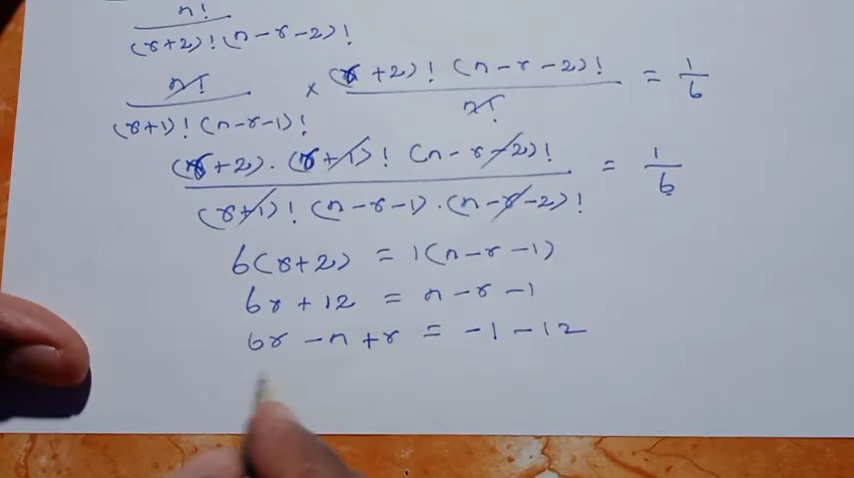 n!
(r+2)! (n-r-2)!
n! × (r+2)! (n-r-2)! = 1
(r+1)! (n-r-1)! n! 6
(r+2). (r+1)! (n-r-2)! = 1
(r+1)! (n-r-1).(n-r-2)! 6
6(r+2) = 1(n-r-1)
6r + 12 = n-r-1
6r -n +r = -1 -12